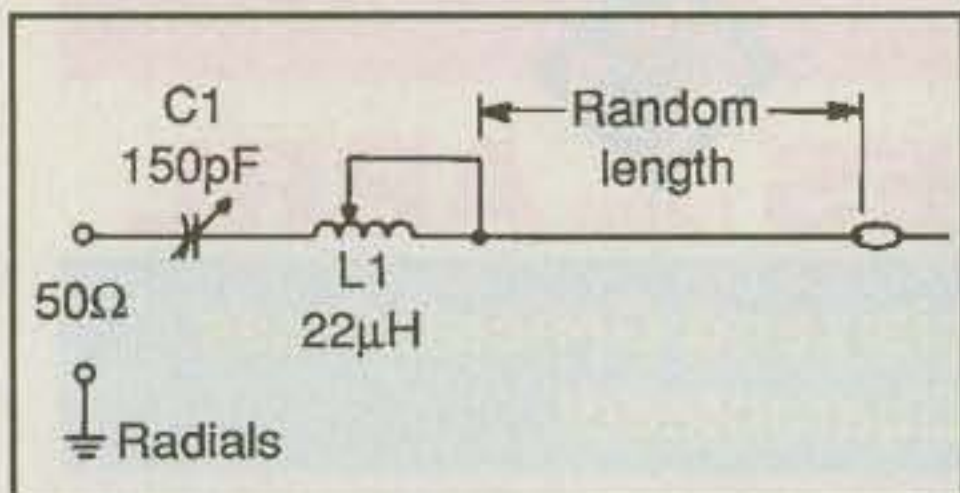 C1
150pF
Random
length
50Ω
L1
22μH
Radials